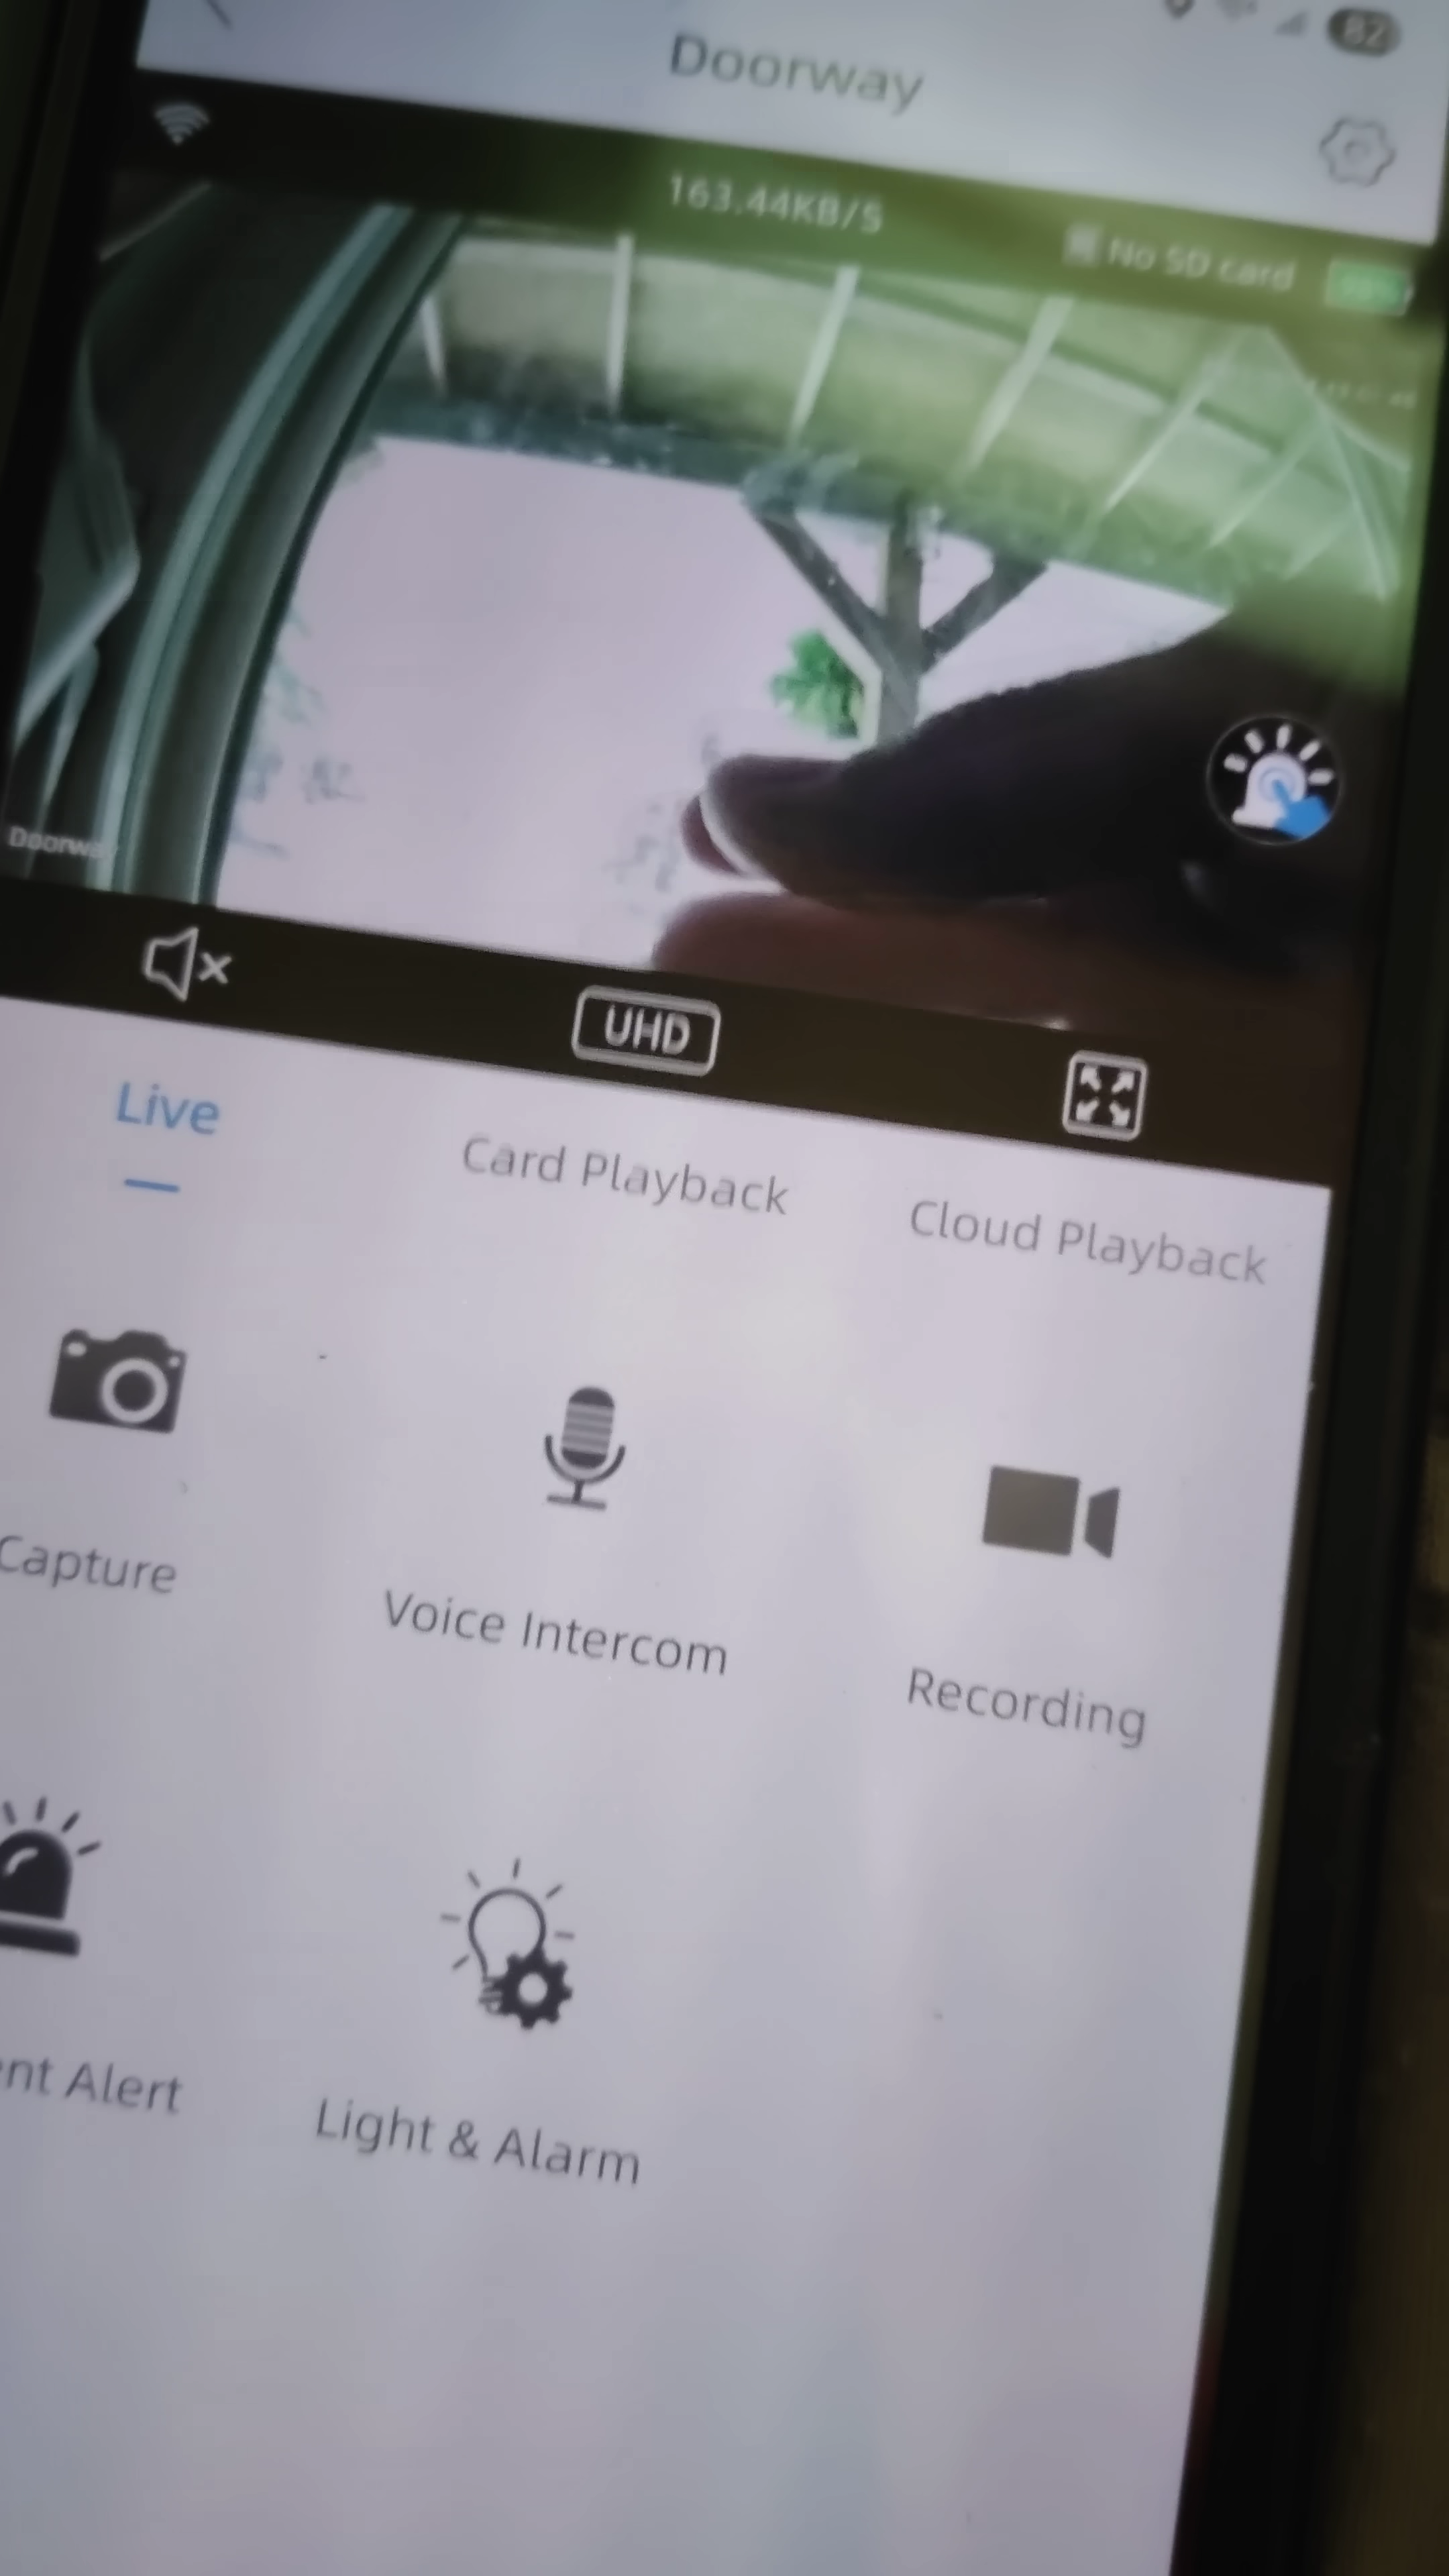 82
Doorway
163.44KB/S
No SD card
UHD
Live
Card Playback
Cloud Playback
Capture
Voice Intercom
Recording
nt Alert
Light & Alarm